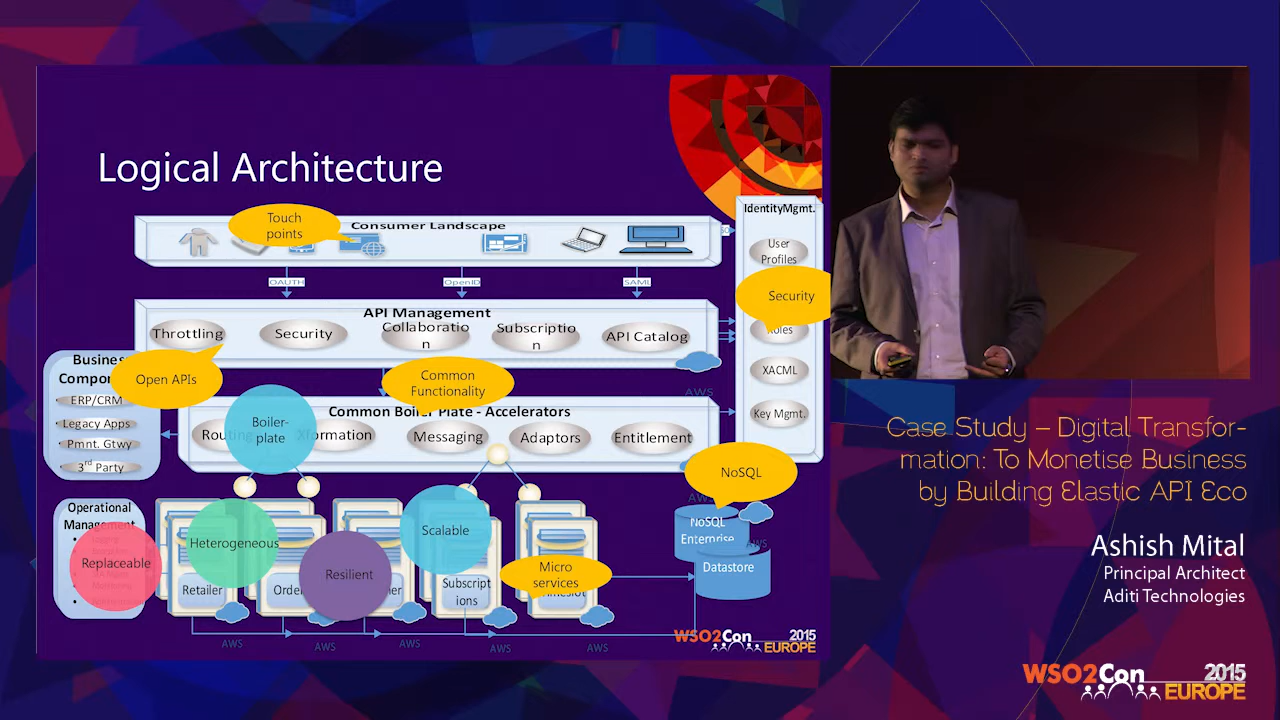 Logical Architecture
Touch
points
Consumer Landscape
OAUTH
OpenID
SAML
IdentityMgmt.
User
Profiles
Security
Roles
XACML
Key Mgmt.
API Management
Throttling
Security
Collaboratio
n
Subscriptio
n
API Catalog
Open APIs
Common
Functionality
AWS
Business
ERP/CRM
Legacy Apps
Pmnt. Gtwy
3rd Party
Common Boiler Plate - Accelerators
Boiler-
plate
Messaging
Adaptors
Entitlement
NoSQL
AWS
NoSQL
Enterprise
AWS
Datastore
Operational
Management
Replaceable
Heterogeneous
Resilient
Scalable
Micro
services
Retailer
Subscript
ions
AWS
AWS
AWS
AWS
AWS
WSO2Con 2015
EUROPE
Case Study – Digital Transfor-
mation: To Monetise Business
by Building Elastic API Eco
Ashish Mital
Principal Architect
Aditi Technologies
WSO2Con 2015
EUROPE